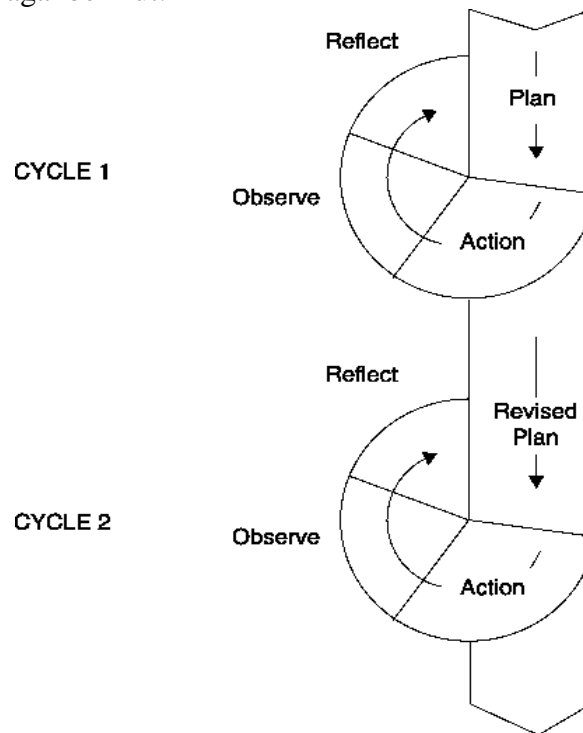 Reflect
Plan
CYCLE 1
Observe
Action
Reflect
Revised
Plan
CYCLE 2
Observe
Action